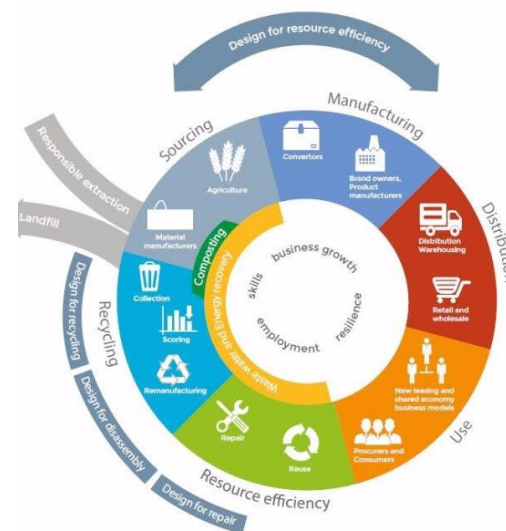 Design for resource efficiency
Manufacturing
Sourcing
Responsible extraction
Landfill
Agriculture
Material
manufacturers
Convertors
Brand owners,
Product
manufacturers
Distribution
Distribution
Warehousing
Retail and
wholesale
New leasing and
shared economy
business models
Procurers and
Consumers
Use
Reuse
Repair
Resource efficiency
Collection
Scoring
Remanufacturing
Recycling
Design for recycling
Design for disassembly
Design for repair
Composting
Waste water and Energy recovery
business growth
skills
resilience
employment